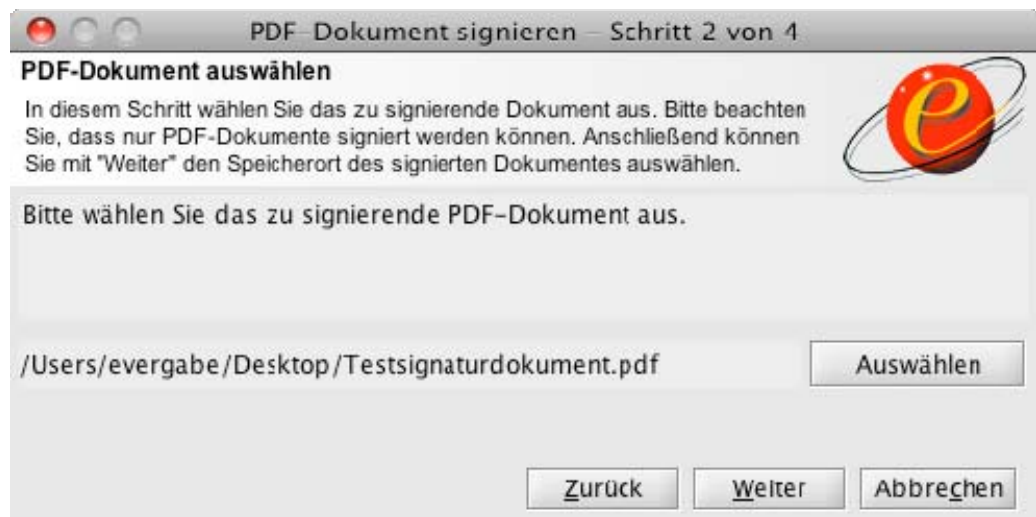 PDF-Dokument signieren – Schritt 2 von 4
PDF-Dokument auswählen
In diesem Schritt wählen Sie das zu signierende Dokument aus. Bitte beachten
Sie, dass nur PDF-Dokumente signiert werden können. Anschließend können
Sie mit "Weiter" den Speicherort des signierten Dokumentes auswählen.
e
Bitte wählen Sie das zu signierende PDF-Dokument aus.
/Users/evergabe/Desktop/Testsignaturdokument.pdf
Auswählen
Zurück
Weiter
Abbrechen